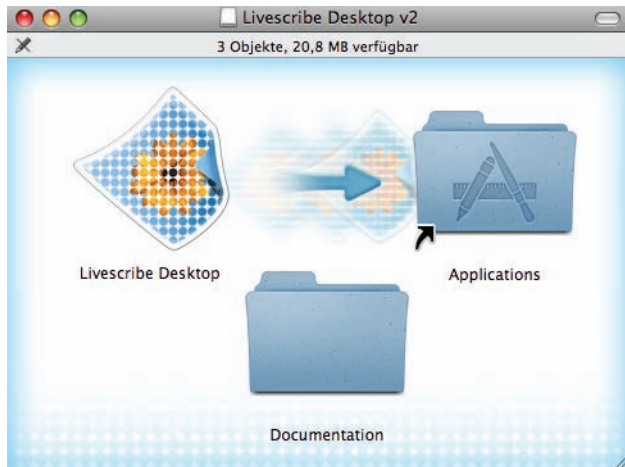 Livescribe Desktop v2
3 Objekte, 20,8 MB verfügbar
Livescribe Desktop
Applications
Documentation